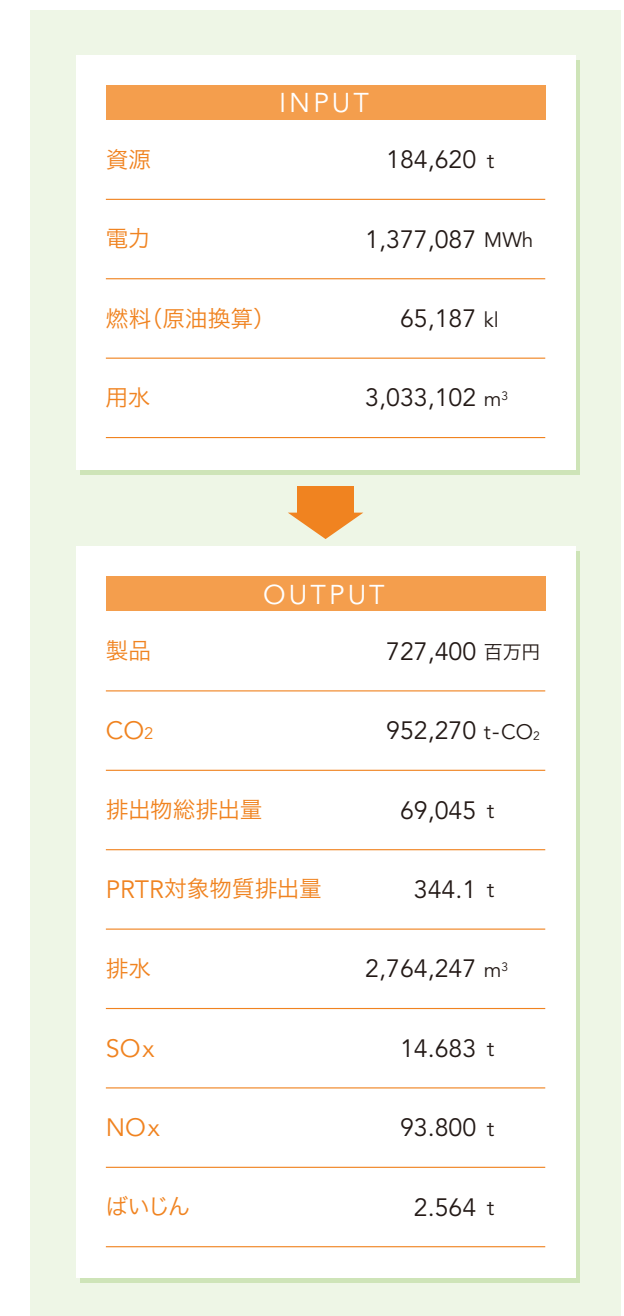 INPUT
資源 184,620 t
電力 1,377,087 MWh
燃料（原油換算） 65,187 kl
用水 3,033,102 m³
OUTPUT
製品 727,400 百万円
CO₂ 952,270 t-CO₂
排出物総排出量 69,045 t
PRTR対象物質排出量 344.1 t
排水 2,764,247 m³
SOx 14.683 t
NOx 93.800 t
ばいじん 2.564 t